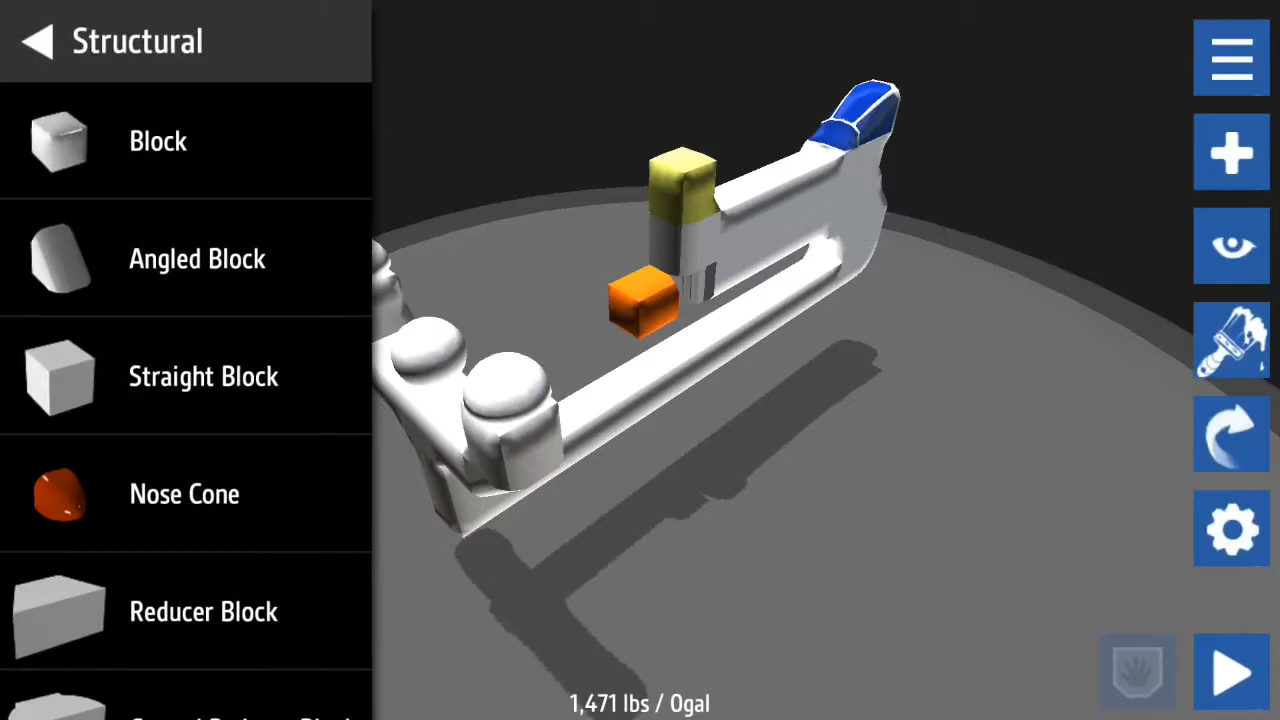 Structural
Block
Angled Block
Straight Block
Nose Cone
Reducer Block
1,471 lbs / 0gal